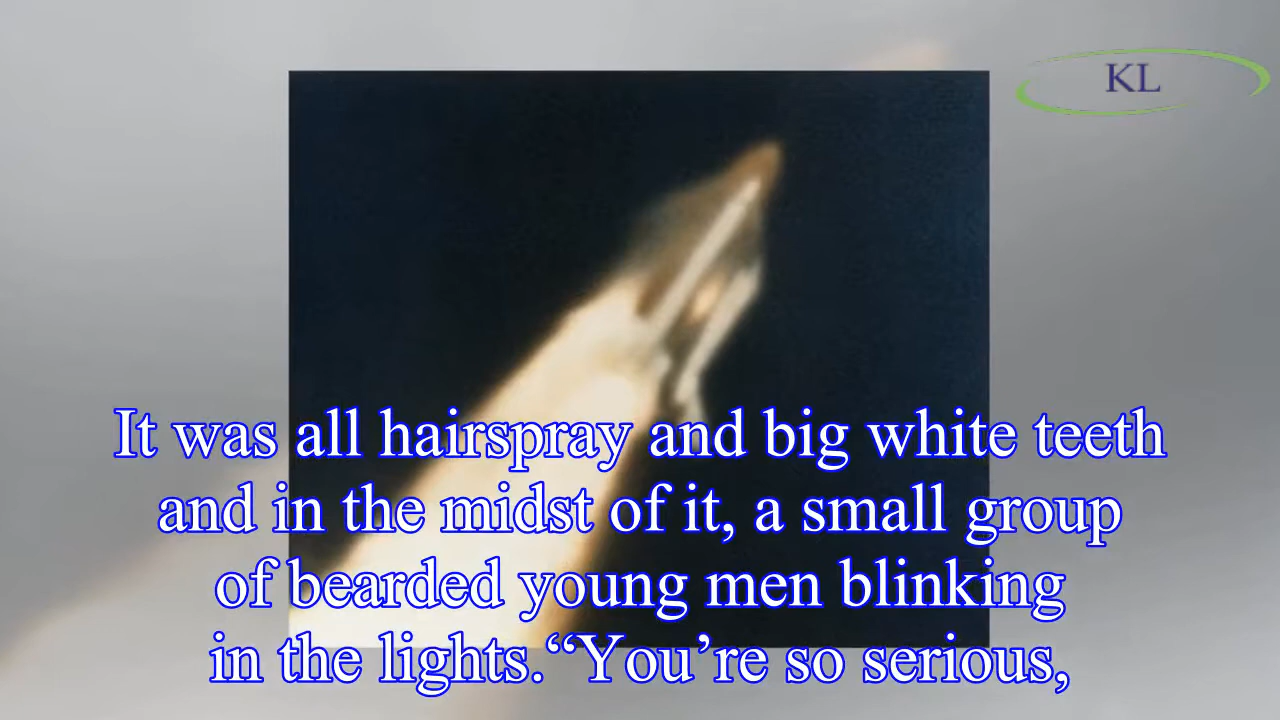 KL
It was all hairspray and big white teeth
and in the midst of it, a small group
of bearded young men blinking
in the lights.“You’re so serious,